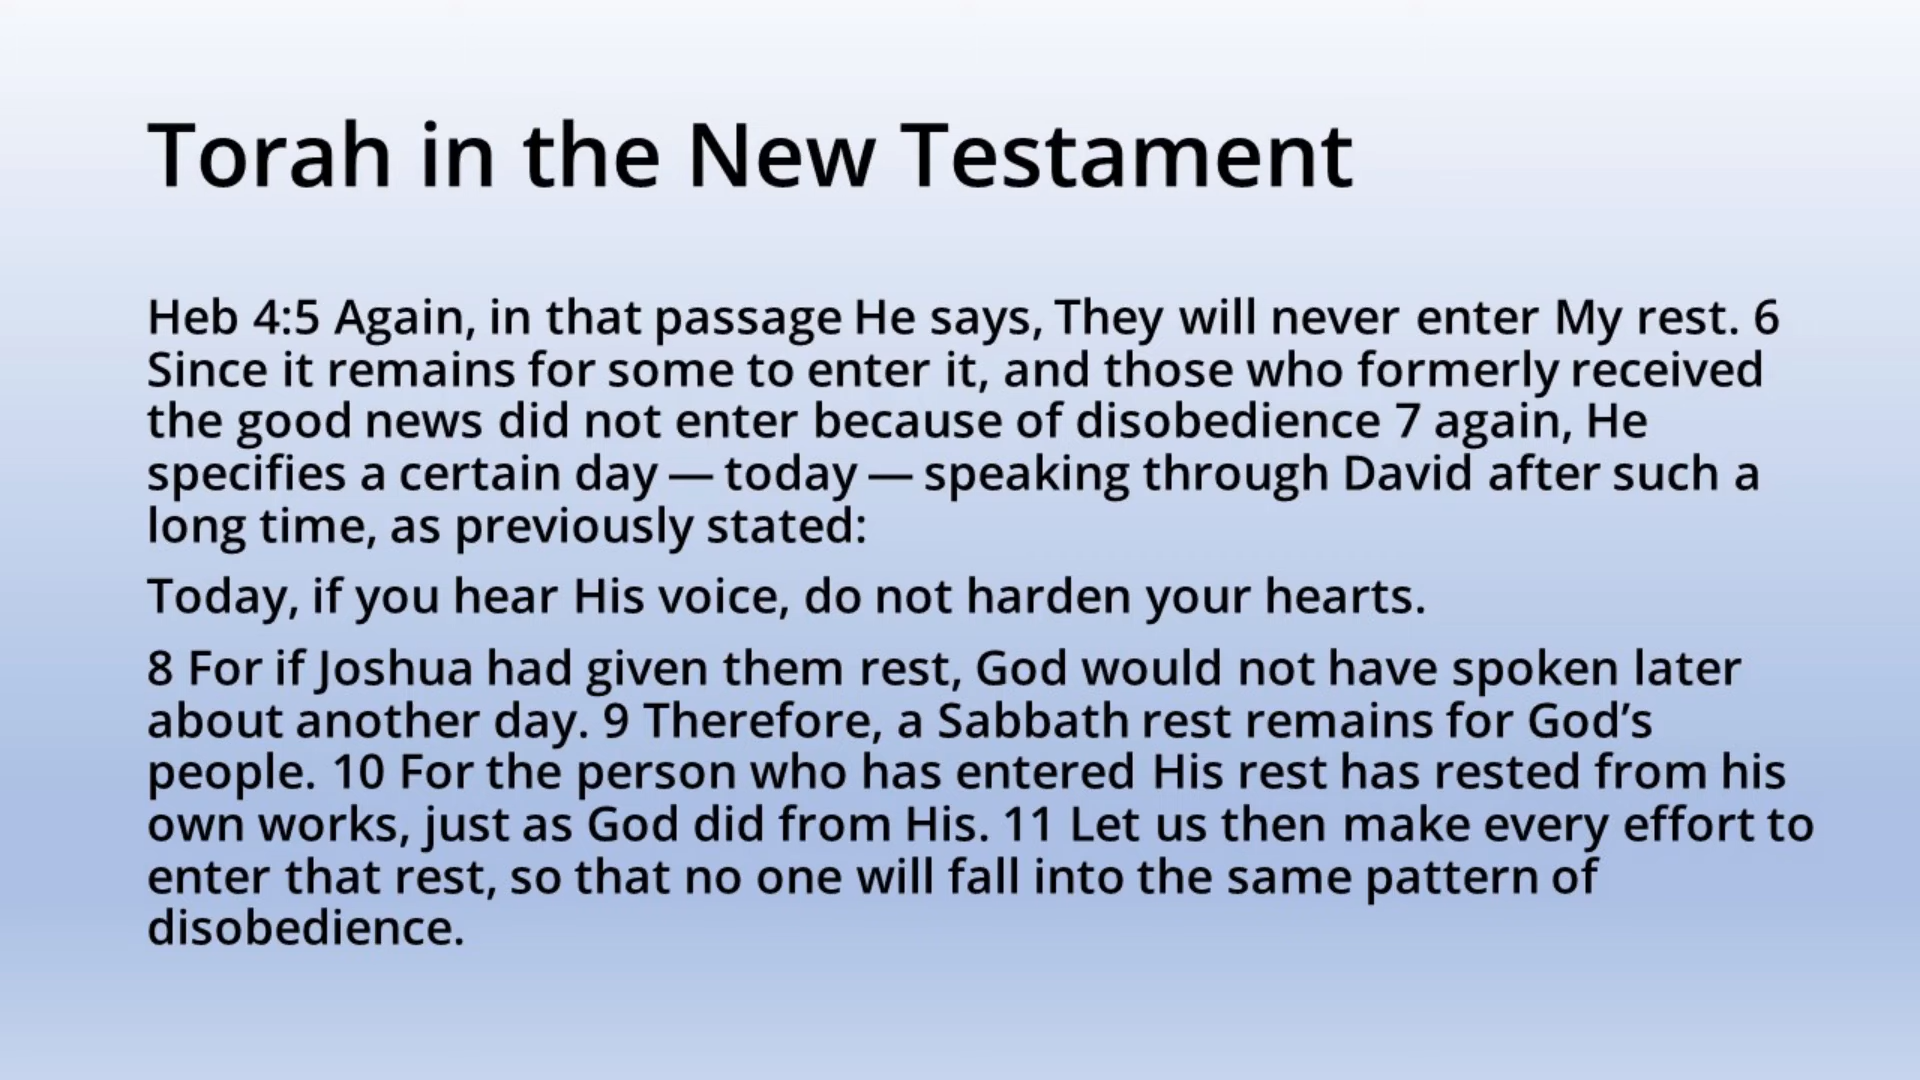 Torah in the New Testament
Heb 4:5 Again, in that passage He says, They will never enter My rest. 6
Since it remains for some to enter it, and those who formerly received
the good news did not enter because of disobedience 7 again, He
specifies a certain day — today — speaking through David after such a
long time, as previously stated:
Today, if you hear His voice, do not harden your hearts.
8 For if Joshua had given them rest, God would not have spoken later
about another day. 9 Therefore, a Sabbath rest remains for God’s
people. 10 For the person who has entered His rest has rested from his
own works, just as God did from His. 11 Let us then make every effort to
enter that rest, so that no one will fall into the same pattern of
disobedience.